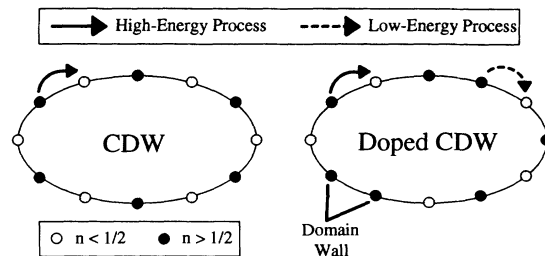 High-Energy Process
Low-Energy Process
CDW
Doped CDW
n < 1/2
n > 1/2
Domain
Wall